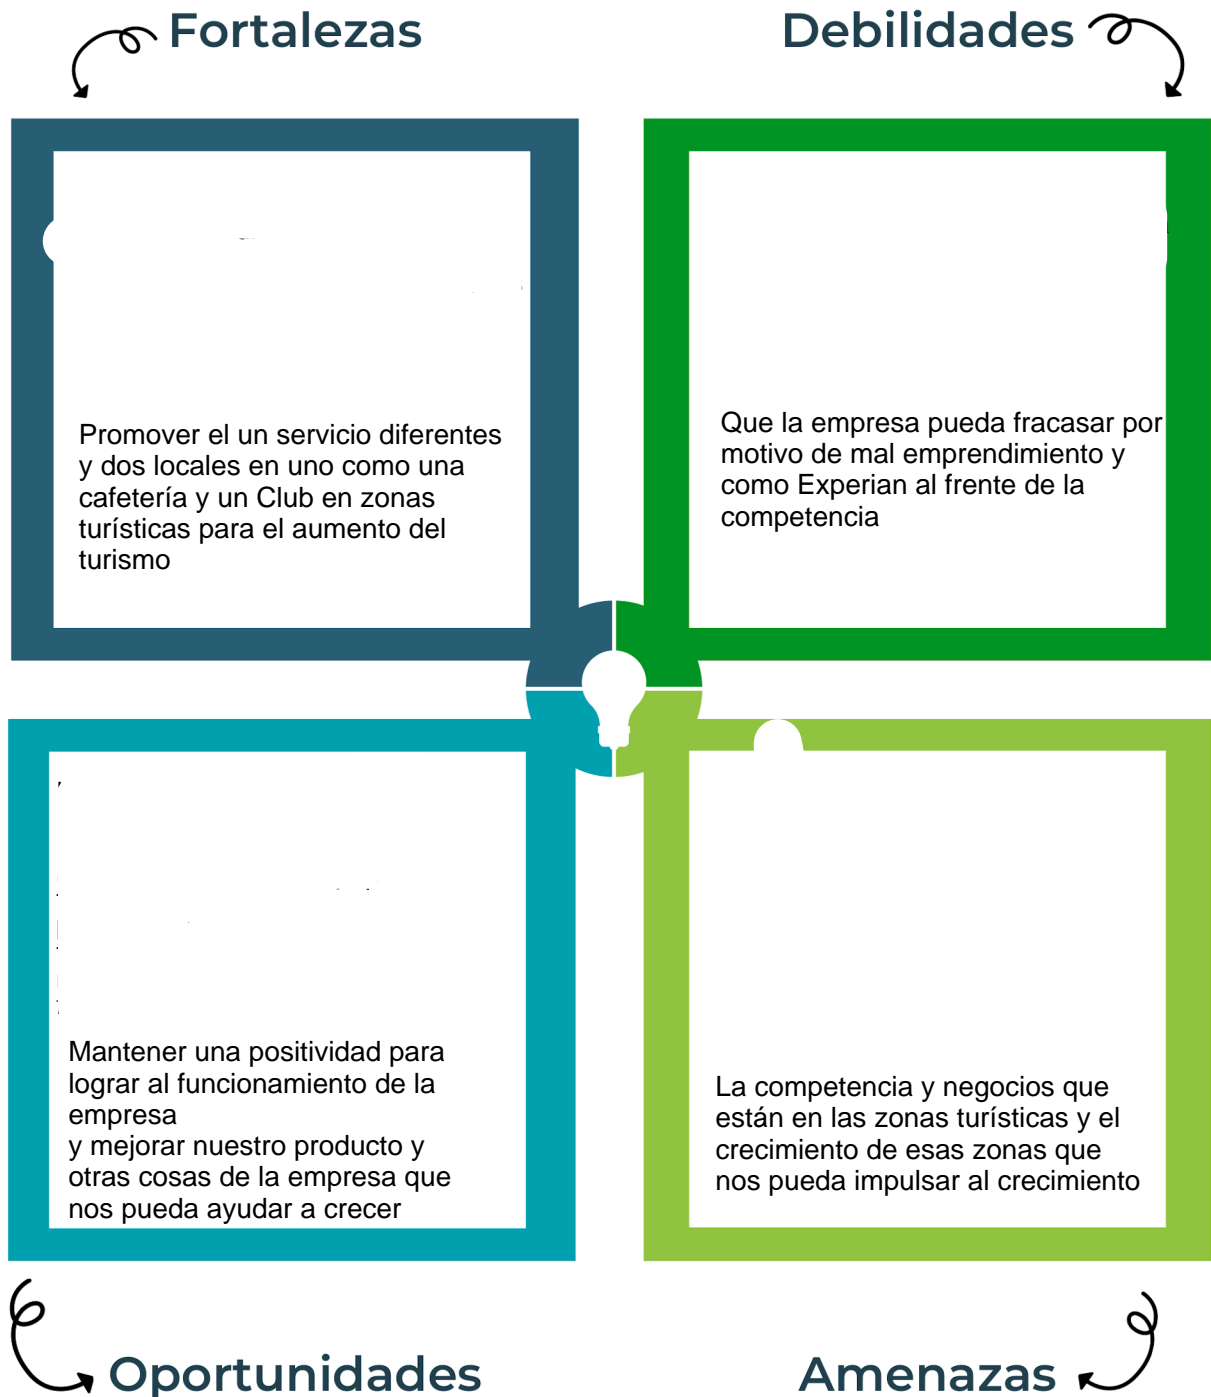 Fortalezas
Debilidades
Promover el un servicio diferentes
y dos locales en uno como una
cafetería y un Club en zonas
turísticas para el aumento del
turismo
Que la empresa pueda fracasar por
motivo de mal emprendimiento y
como Experian al frente de la
competencia
Mantener una positividad para
lograr al funcionamiento de la
empresa
y mejorar nuestro producto y
otras cosas de la empresa que
nos pueda ayudar a crecer
La competencia y negocios que
están en las zonas turísticas y el
crecimiento de esas zonas que
nos pueda impulsar al crecimiento
Oportunidades
Amenazas